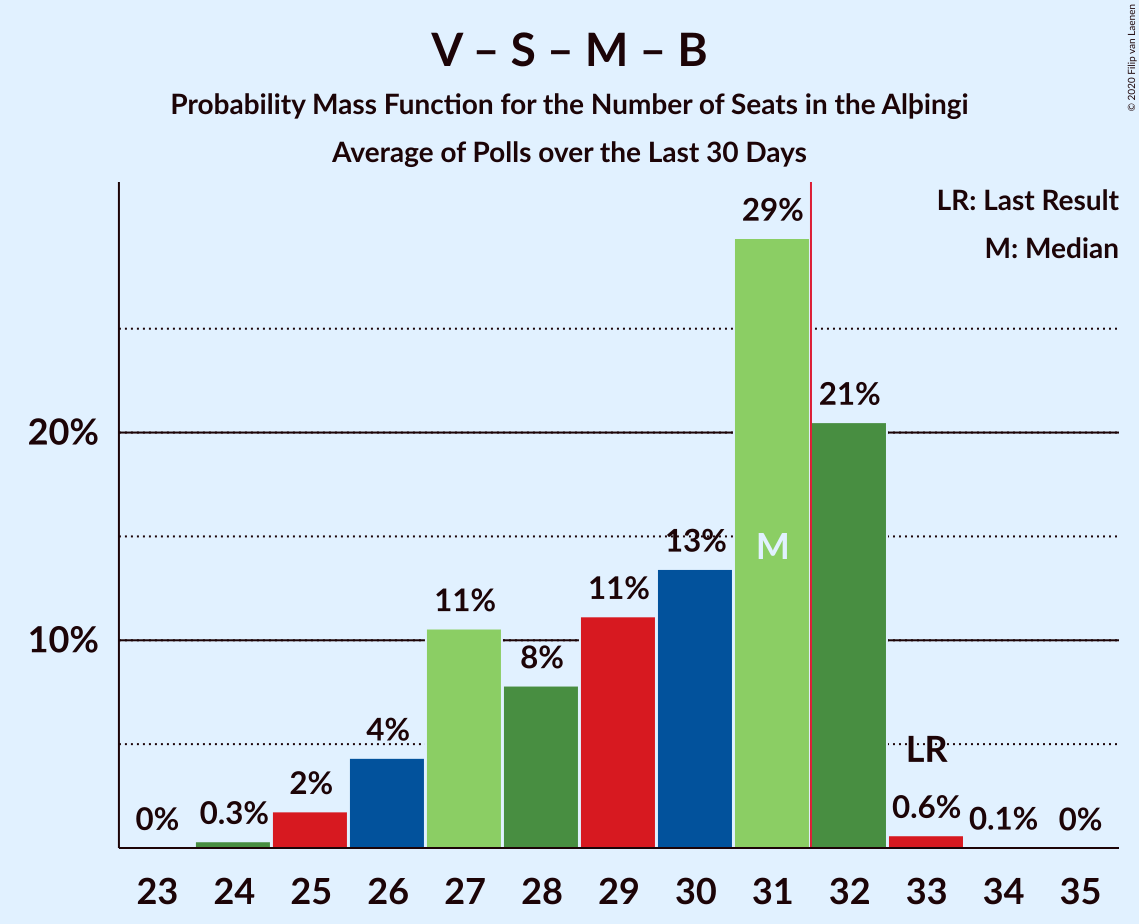 V – S – M – B
Probability Mass Function for the Number of Seats in the Alþingi
Average of Polls over the Last 30 Days
© 2020 Filip van Laenen
LR: Last Result
M: Median
29%
21%
20%
13%
M
11%
11%
10%
8%
4%
LR
2%
0%
0.3%
0.6%
0.1%
0%
23 24 25 26 27 28 29 30 31 32 33 34 35